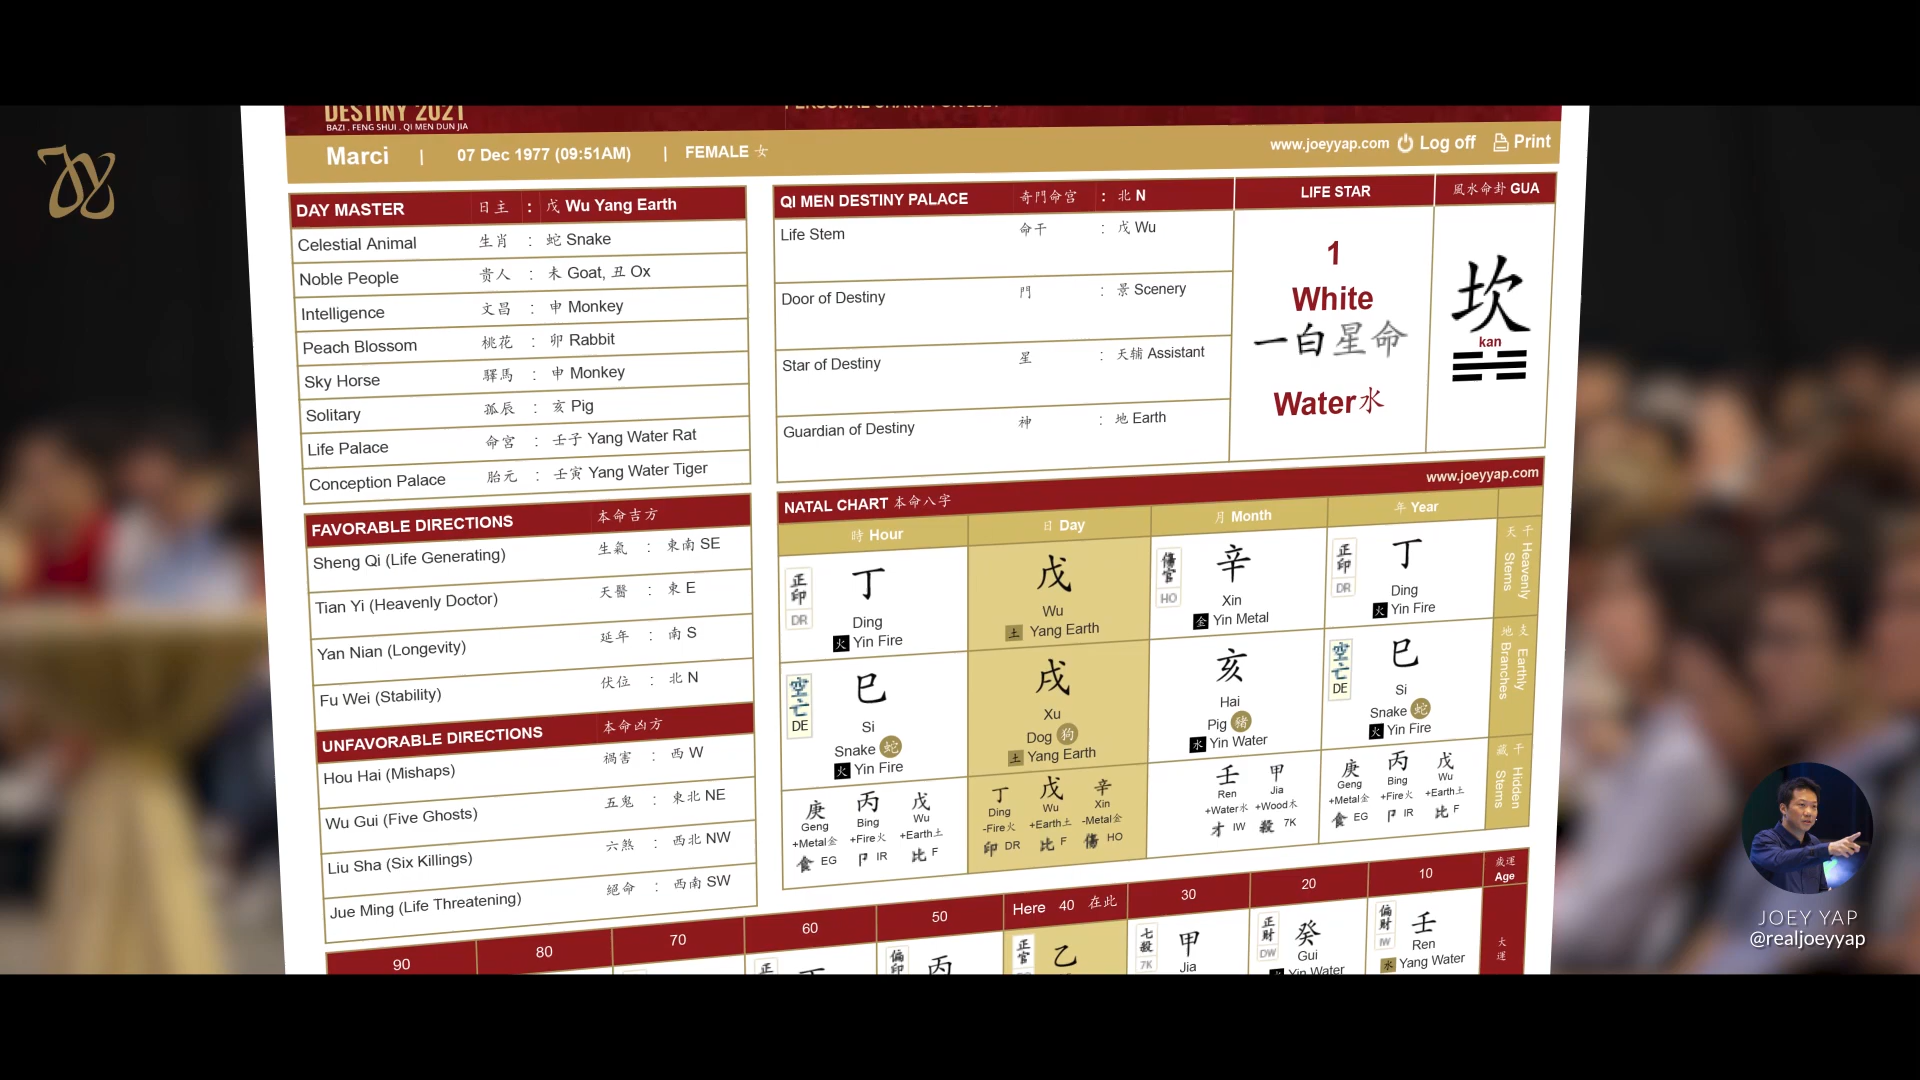 DESTINY 2021
BAZI . FENG SHUI . QI MEN DUN JIA
PERSONAL CHART FOR 2021
Marci | 07 Dec 1977 (09:51AM) | FEMALE 女
www.joeyyap.com Log off Print
DAY MASTER 日主 : 戊 Wu Yang Earth
Celestial Animal 生肖 : 蛇 Snake
Noble People 贵人 : 未 Goat, 丑 Ox
Intelligence 文昌 : 申 Monkey
Peach Blossom 桃花 : 卯 Rabbit
Sky Horse 驛馬 : 申 Monkey
Solitary 孤辰 : 亥 Pig
Life Palace 命宮 : 壬子 Yang Water Rat
Conception Palace 胎元 : 壬寅 Yang Water Tiger
FAVORABLE DIRECTIONS 本命吉方
Sheng Qi (Life Generating) 生氣 : 東南 SE
Tian Yi (Heavenly Doctor) 天醫 : 東 E
Yan Nian (Longevity) 延年 : 南 S
Fu Wei (Stability) 伏位 : 北 N
UNFAVORABLE DIRECTIONS 本命凶方
Hou Hai (Mishaps) 禍害 : 西 W
Wu Gui (Five Ghosts) 五鬼 : 東北 NE
Liu Sha (Six Killings) 六煞 : 西北 NW
Jue Ming (Life Threatening) 絕命 : 西南 SW
QI MEN DESTINY PALACE 奇門命宫 : 北 N
Life Stem 命干 : 戊 Wu
Door of Destiny 門 : 景 Scenery
Star of Destiny 星 : 天辅 Assistant
Guardian of Destiny 神 : 地 Earth
LIFE STAR
1
White
一白星命
Water水
風水命卦 GUA
坎
kan
NATAL CHART 本命八字
www.joeyyap.com
時 Hour 日 Day 月 Month 年 Year
正印 DR 丁 Ding 火 Yin Fire
戊 Wu 土 Yang Earth
傷官 HO 辛 Xin 金 Yin Metal
正印 DR 丁 Ding 火 Yin Fire
天干 Heavenly Stems
空亡 DE 巳 Si Snake 蛇 火 Yin Fire
戌 Xu Dog 狗 土 Yang Earth
亥 Hai Pig 豬 水 Yin Water
空亡 DE 巳 Si Snake 蛇 火 Yin Fire
地支 Earthly Branches
庚 丙 戊
Geng Bing Wu
+Metal金 +Fire火 +Earth土
食 EG 卩 IR 比 F
丁 戊 辛
Ding Wu Xin
-Fire火 +Earth土 -Metal金
印 DR 比 F 傷 HO
壬 甲
Ren Jia
+Water水 +Wood木
才 IW 殺 7K
庚 丙 戊
Geng Bing Wu
+Metal金 +Fire火 +Earth土
食 EG 卩 IR 比 F
藏干 Hidden Stems
90 80 70 60 50 Here 40 在此 30 20 10 歲運 Age
偏印 丙
正官 乙
七殺 7K 甲 Jia
正財 DW 癸 Gui Yin Water
偏財 IW 壬 Ren 水 Yang Water
大運
JOEY YAP
@realjoeyyap